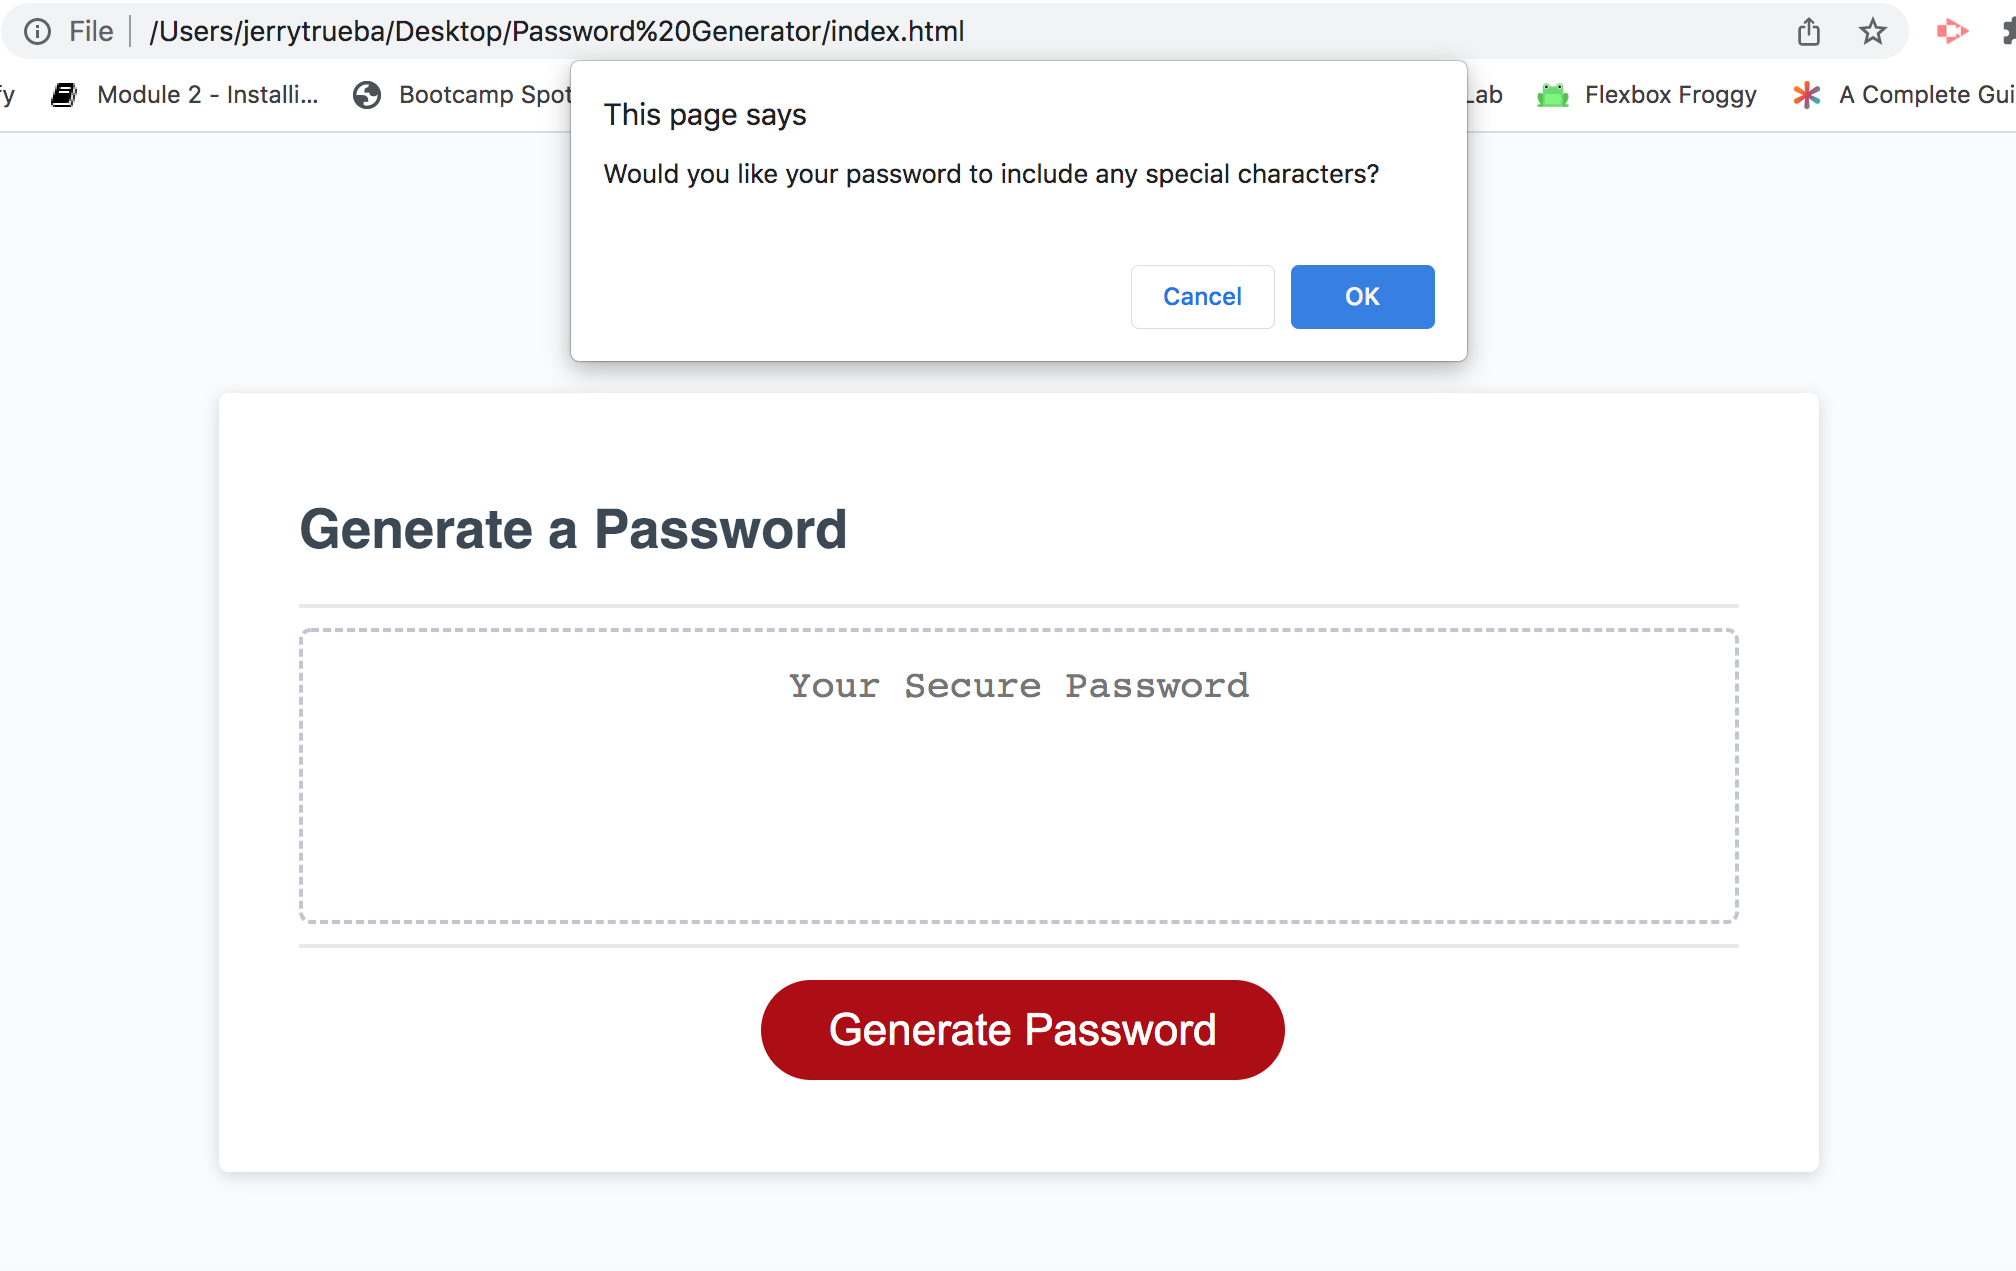 File /Users/jerrytrueba/Desktop/Password%20Generator/index.html
Module 2 - Installi... Bootcamp Spot Lab Flexbox Froggy A Complete Gui
This page says
Would you like your password to include any special characters?
Cancel OK
Generate a Password
Your Secure Password
Generate Password